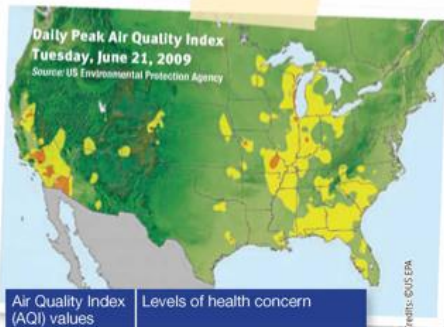 Daily Peak Air Quality Index
Tuesday, June 21, 2009
Source: US Environmental Protection Agency
Credits: ©US EPA
Air Quality Index (AQI) values
Levels of health concern